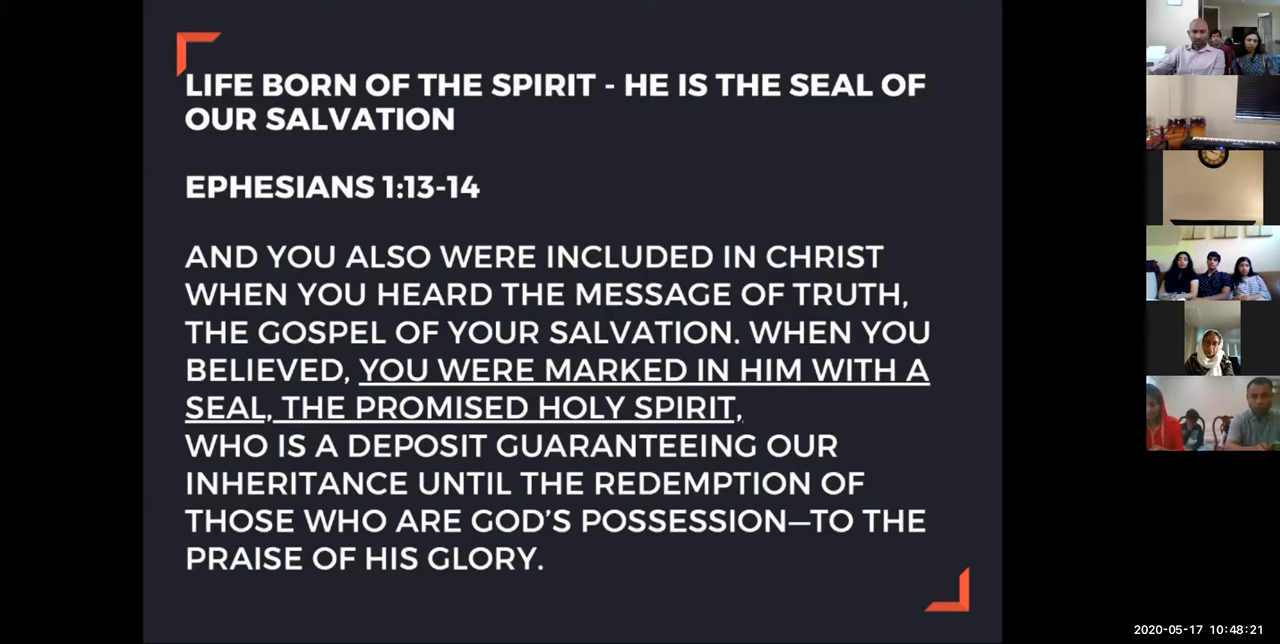 LIFE BORN OF THE SPIRIT - HE IS THE SEAL OF
OUR SALVATION
EPHESIANS 1:13-14
AND YOU ALSO WERE INCLUDED IN CHRIST
WHEN YOU HEARD THE MESSAGE OF TRUTH,
THE GOSPEL OF YOUR SALVATION. WHEN YOU
BELIEVED, YOU WERE MARKED IN HIM WITH A
SEAL, THE PROMISED HOLY SPIRIT,
WHO IS A DEPOSIT GUARANTEEING OUR
INHERITANCE UNTIL THE REDEMPTION OF
THOSE WHO ARE GOD’S POSSESSION—TO THE
PRAISE OF HIS GLORY.
2020-05-17 10:48:21